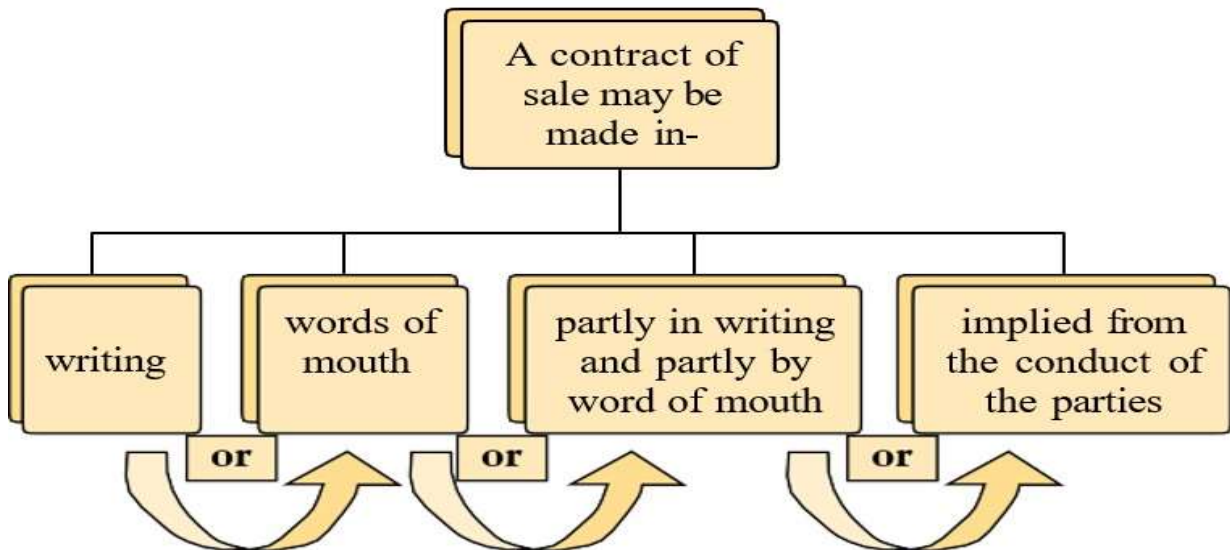 A contract of
sale may be
made in-
writing
words of
mouth
partly in writing
and partly by
word of mouth
implied from
the conduct of
the parties
or
or
or